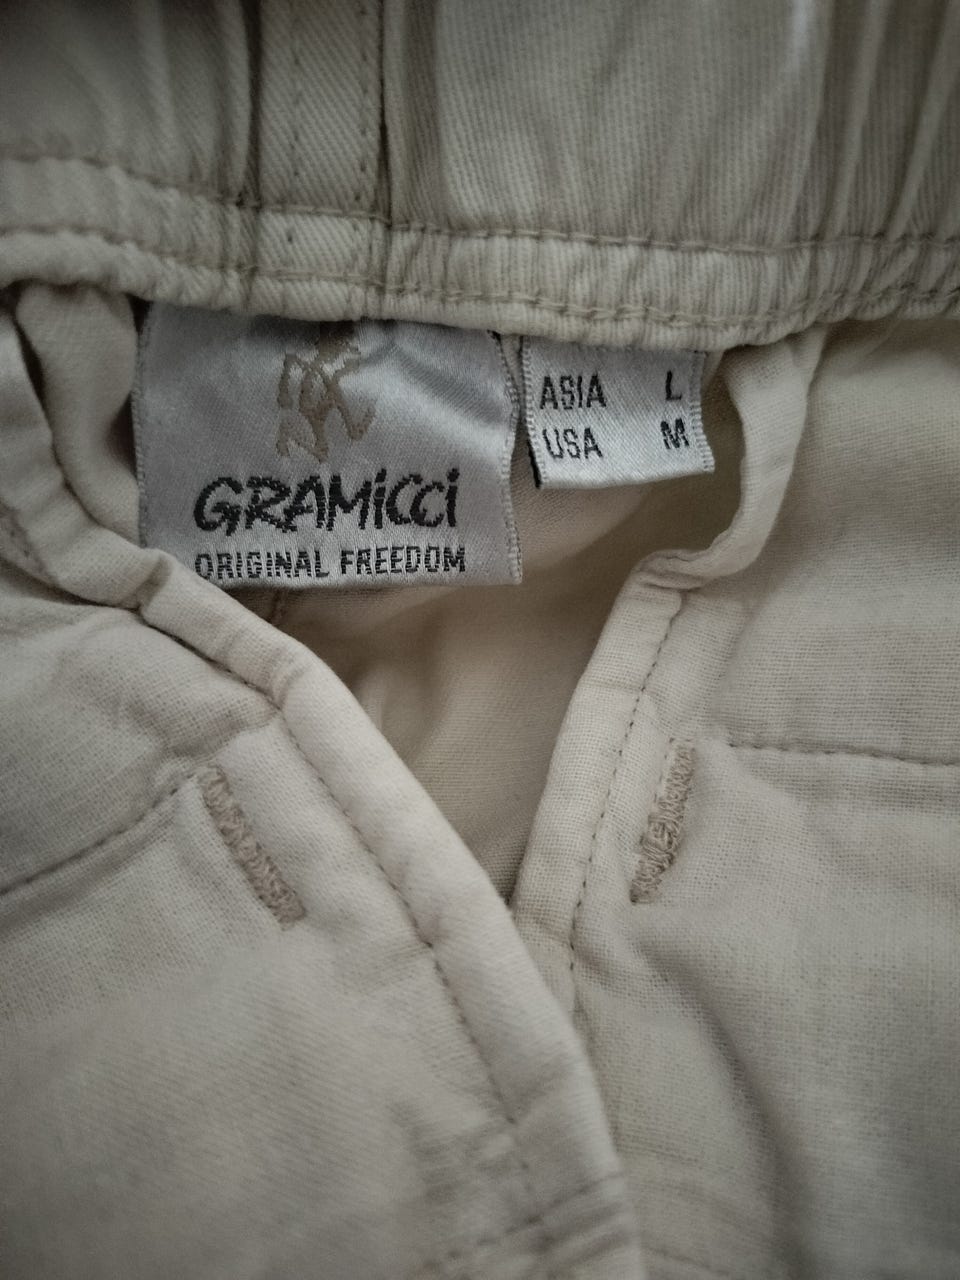 GRAMiCCi
ORIGINAL FREEDOM
ASIA L
USA M